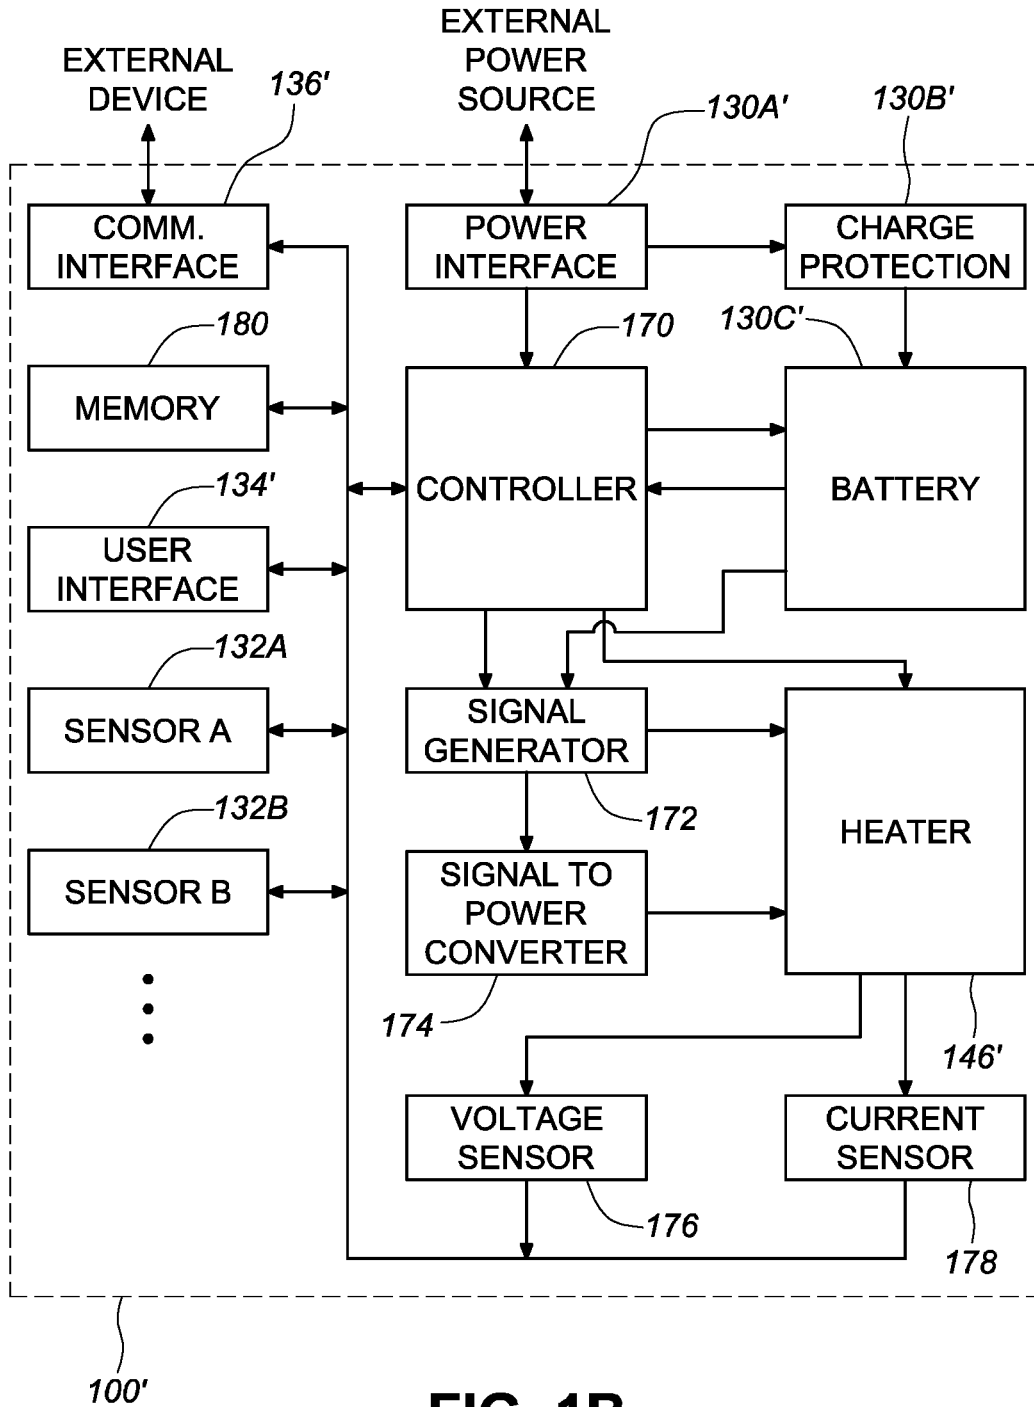 EXTERNAL
DEVICE
136'
EXTERNAL
POWER
SOURCE
130A'
130B'
COMM.
INTERFACE
POWER
INTERFACE
CHARGE
PROTECTION
180
170
130C'
MEMORY
CONTROLLER
BATTERY
134'
USER
INTERFACE
132A
SENSOR A
SIGNAL
GENERATOR
172
HEATER
132B
SENSOR B
SIGNAL TO
POWER
CONVERTER
174
146'
VOLTAGE
SENSOR
CURRENT
SENSOR
176
178
100'
FIG. 1B